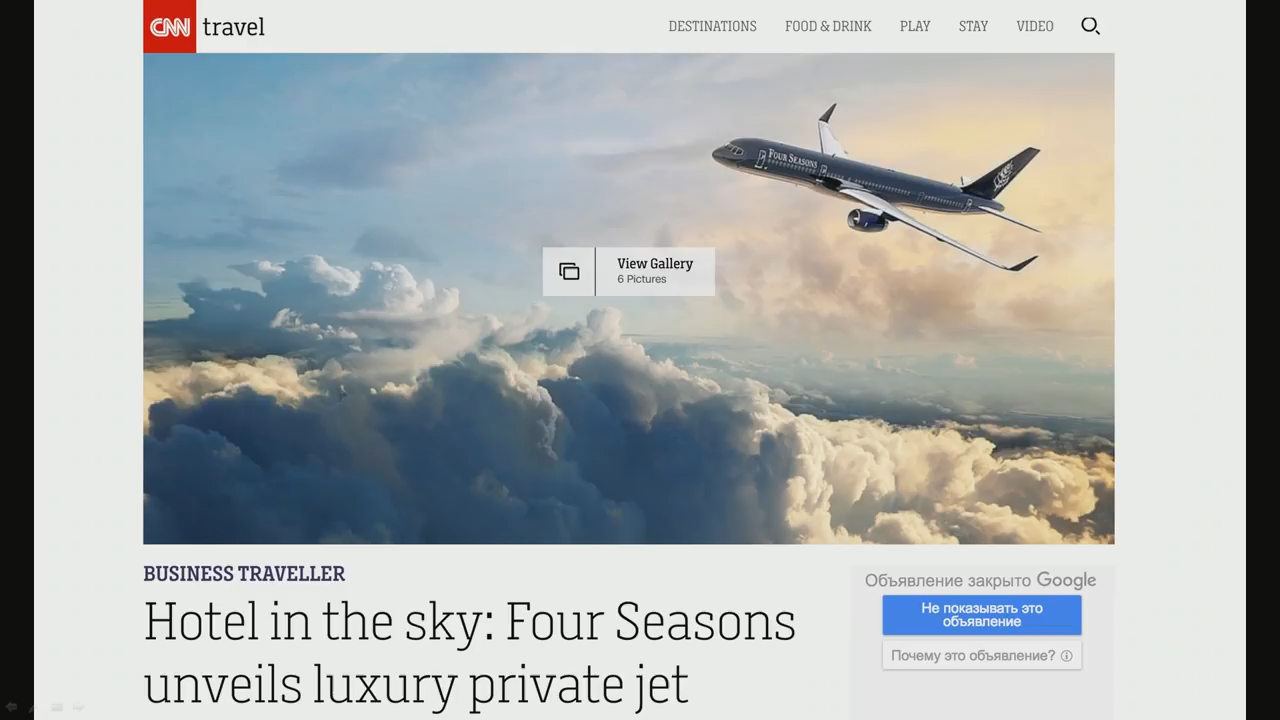 CNN travel
DESTINATIONS FOOD & DRINK PLAY STAY VIDEO
FOUR SEASONS
View Gallery
6 Pictures
BUSINESS TRAVELLER
Hotel in the sky: Four Seasons
unveils luxury private jet
Объявление закрыто Google
Не показывать это
объявление
Почему это объявление?